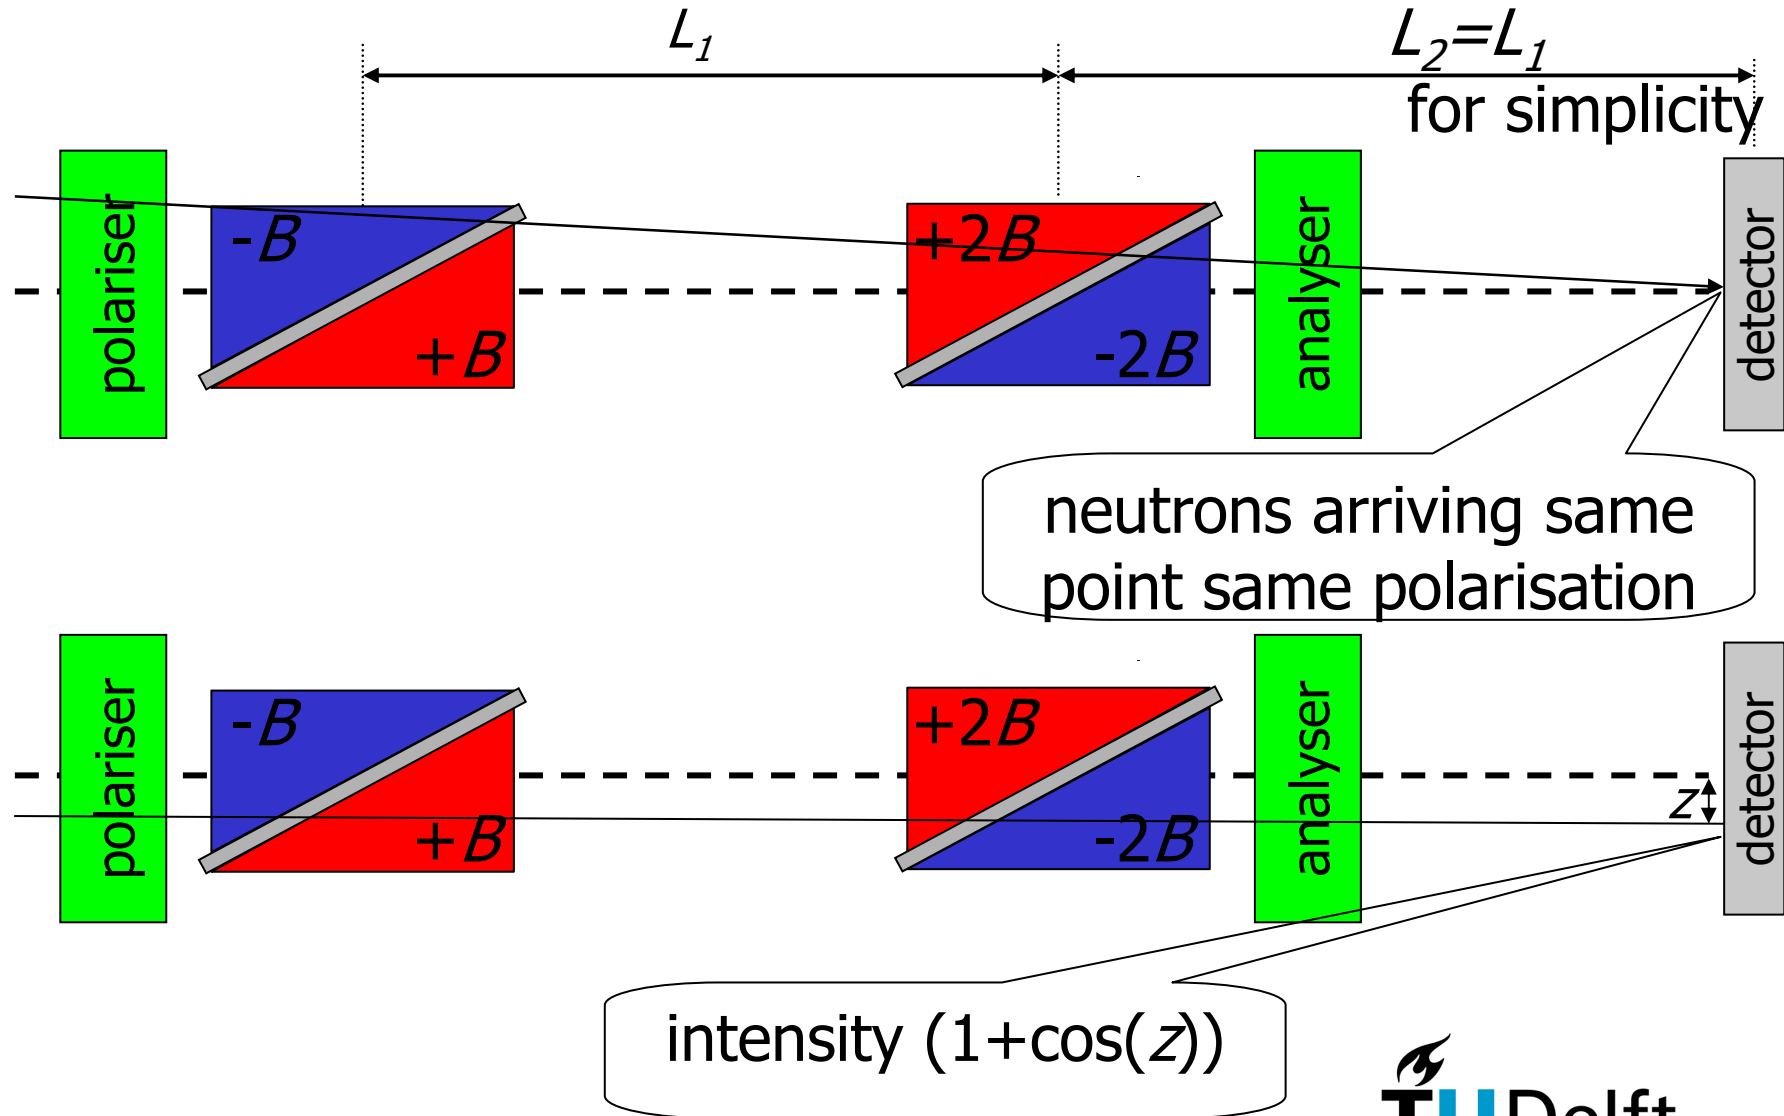 L1
L2=L1
for simplicity
polariser
-B
+B
+2B
-2B
analyser
detector
neutrons arriving same
point same polarisation
polariser
-B
+B
+2B
-2B
analyser
z
detector
intensity (1+cos(z))
TUDelft